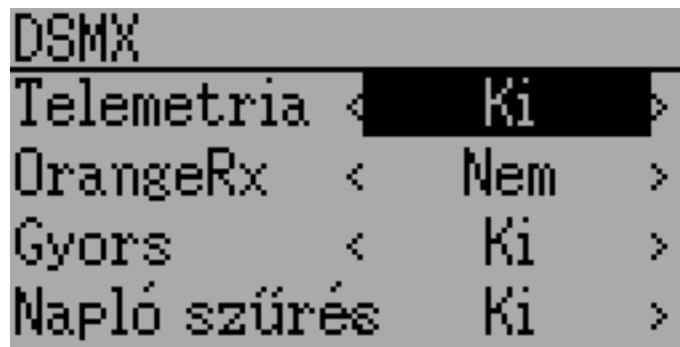 DSMX
Telemetria < Ki >
OrangeRx < Nem >
Gyors < Ki >
Napló szűrés < Ki >